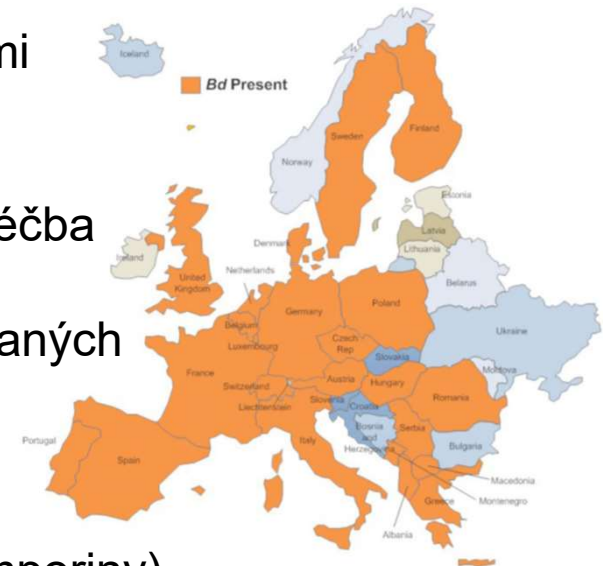 mi
Iceland
Bd Present
Sweden
Finland
Norway
Estonia
éčba
Latvia
Denmark
Lithuania
Ireland
Netherlands
United
Kingdom
Belarus
Germany
Poland
aných
Belgium
Czech
Rep
Ukraine
Luxembourg
Slovakia
France
Moldova
Austria
Hungary
Switzerland
Romania
Slovenia
Liechtenstein
Croatia
Bosnia
and
Herzegovina
Serbia
Italy
Bulgaria
Portugal
Spain
Macedonia
Montenegro
Greece
Albania